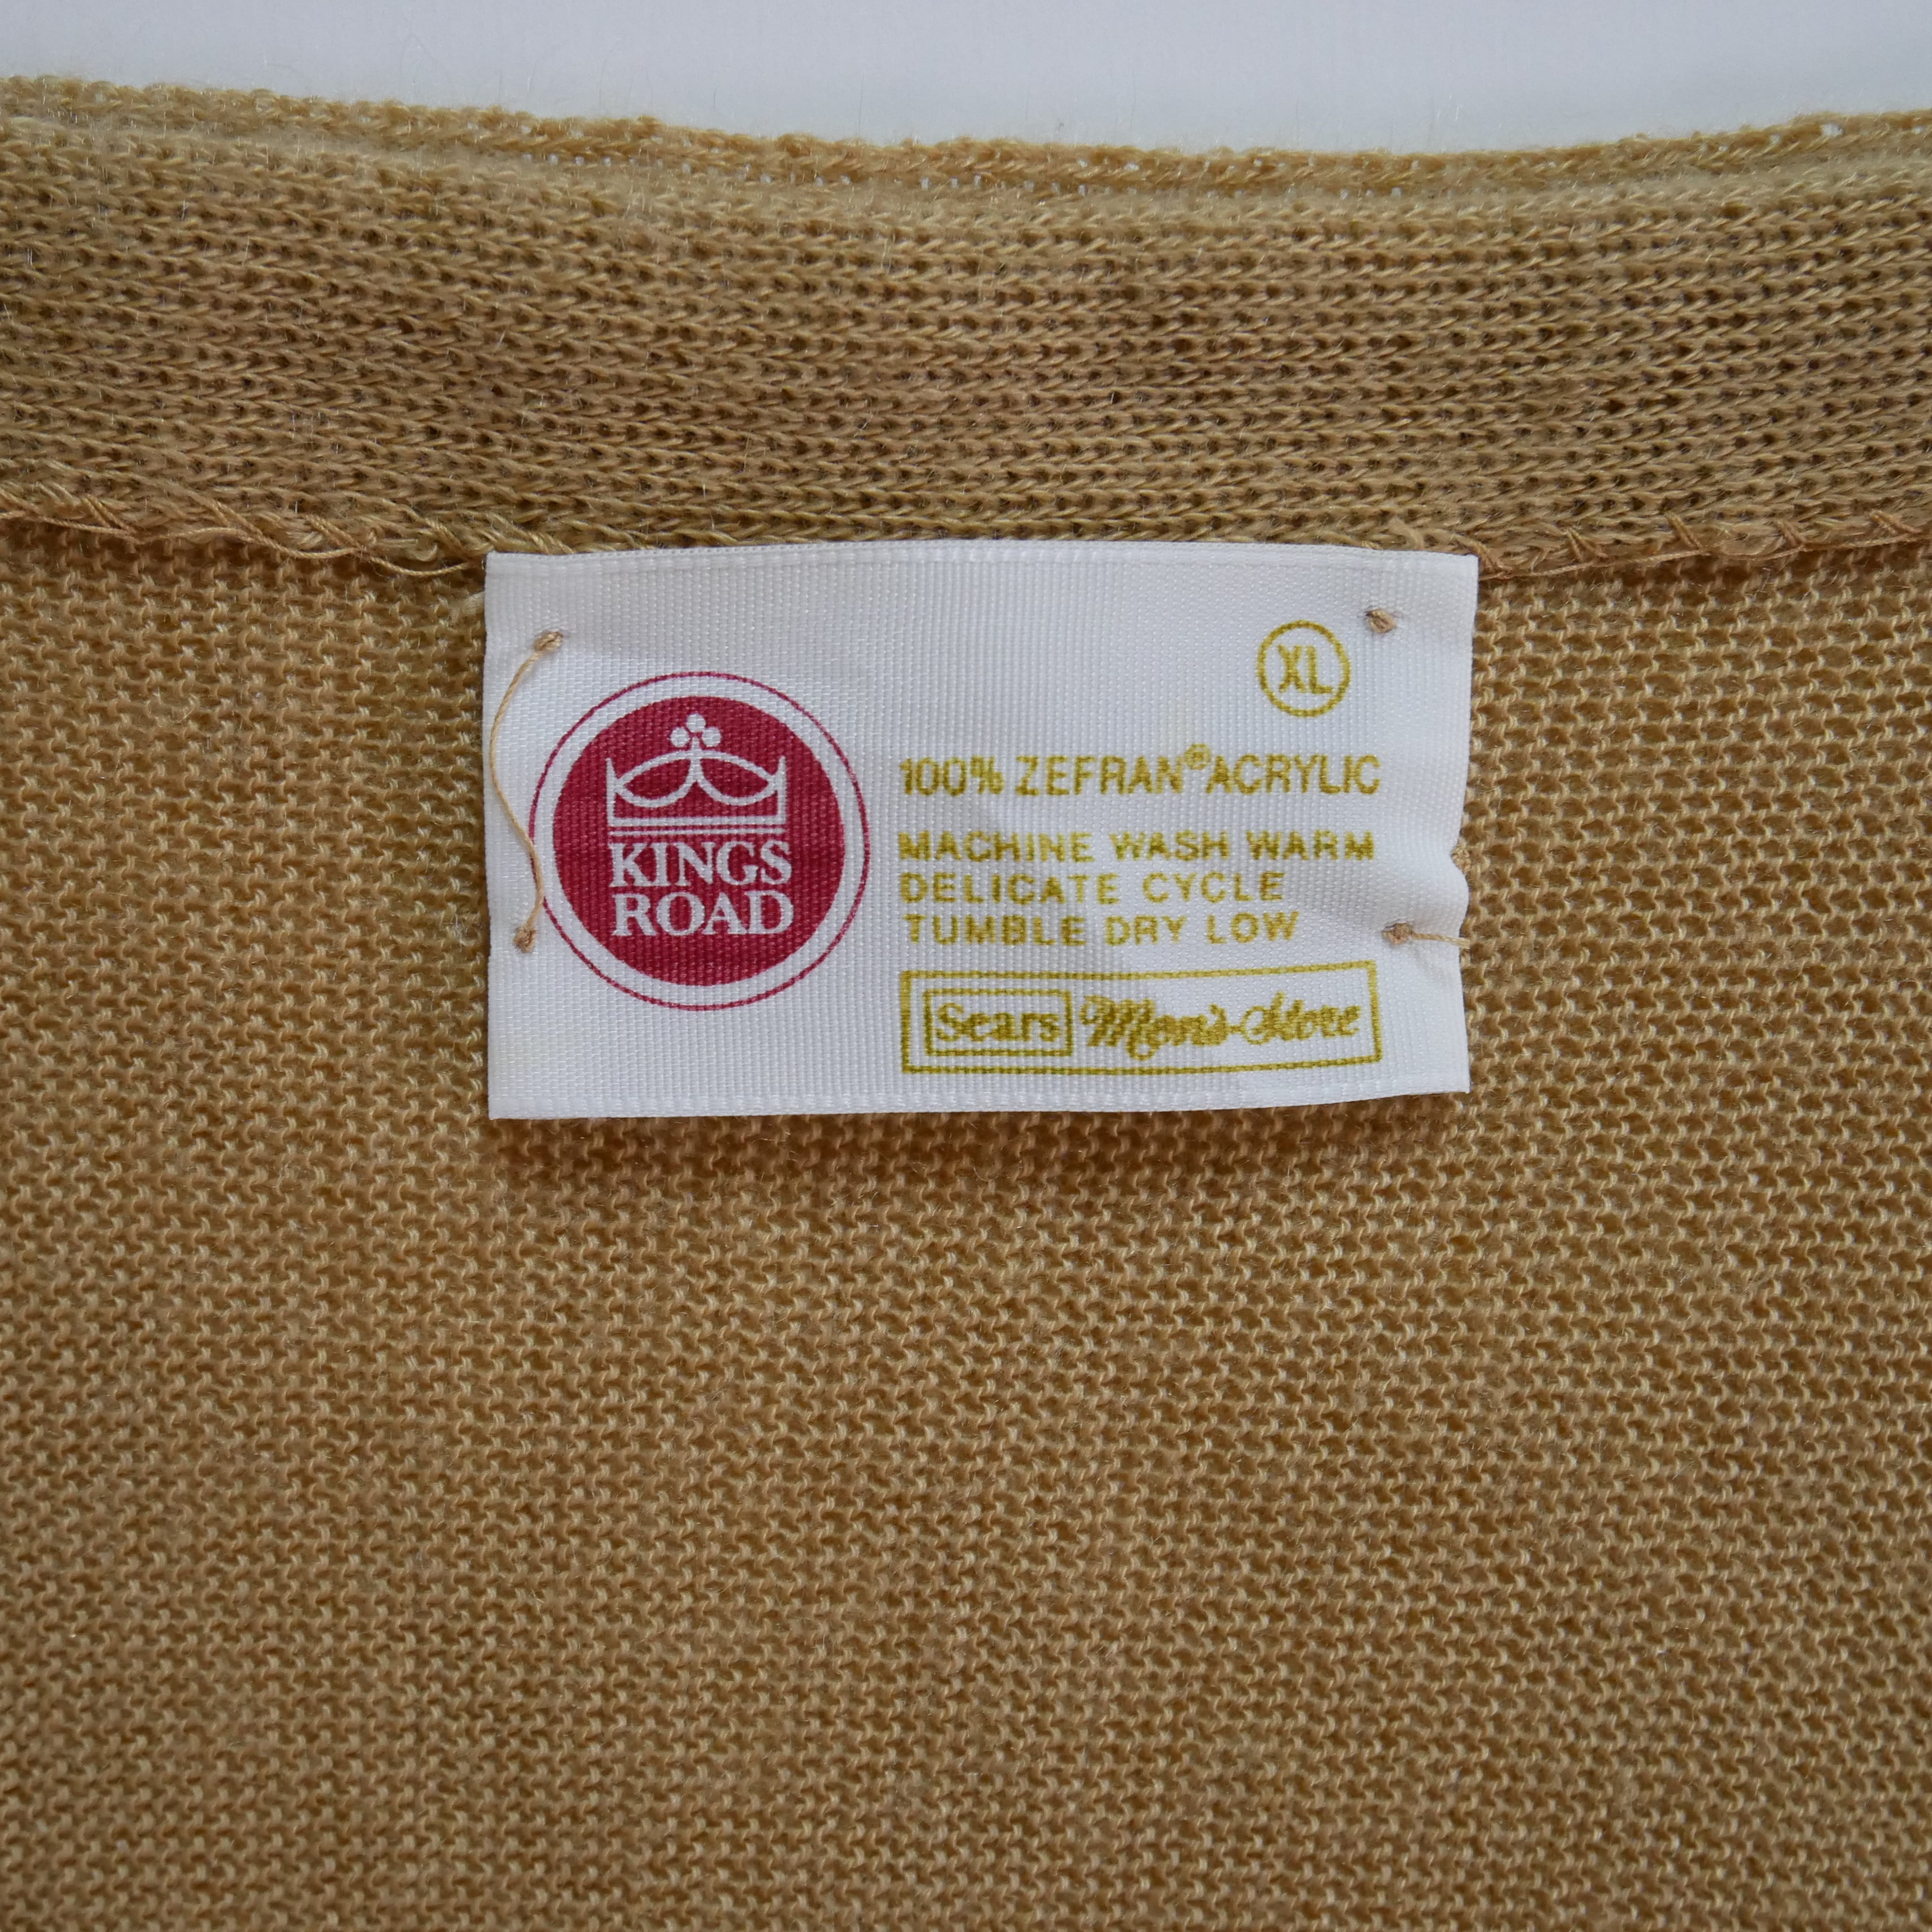 XL
KINGS
ROAD
100% ZEFRAN® ACRYLIC
MACHINE WASH WARM
DELICATE CYCLE
TUMBLE DRY LOW
Sears Men's Store